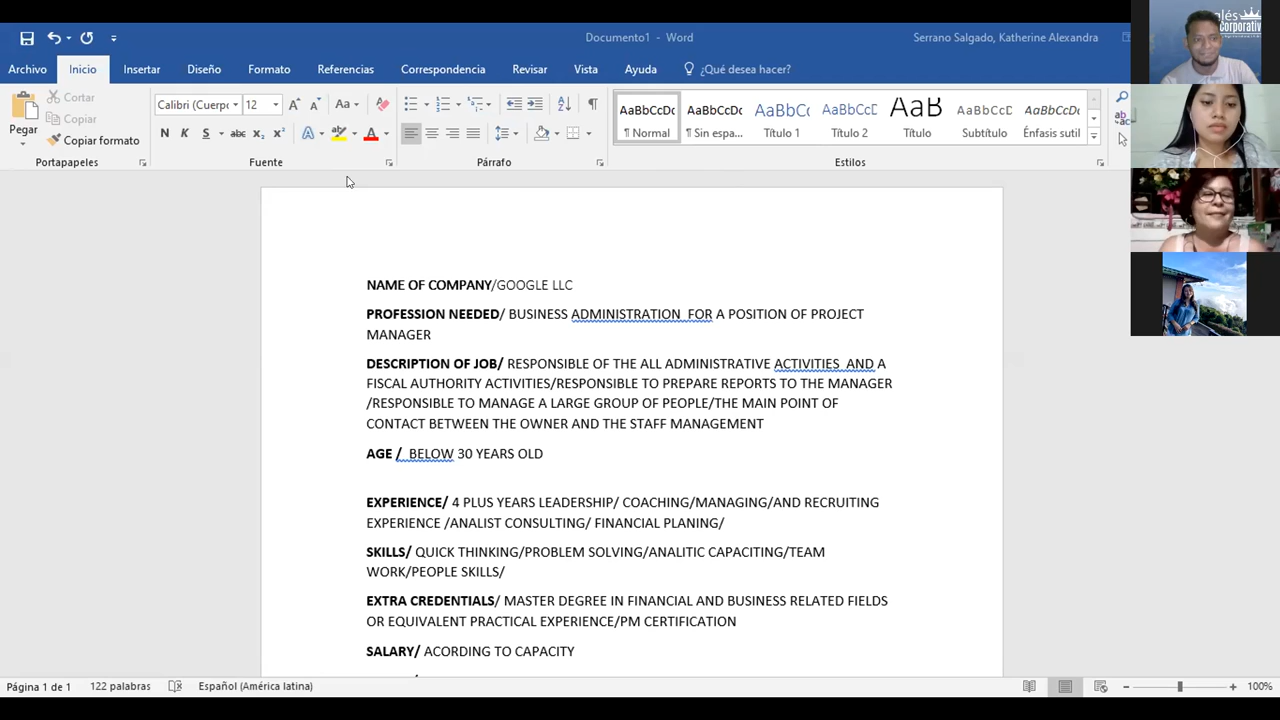 glés
corporativ
Documento1 - Word
Serrano Salgado, Katherine Alexandra
Archivo Inicio Insertar Diseño Formato Referencias Correspondencia Revisar Vista Ayuda ¿Qué desea hacer?
Pegar
Cortar
Copiar
Copiar formato
Portapapeles
Calibri (Cuerpo 12
Aa
N K S abc x₂ x² A A
Fuente
Párrafo
AaBbCcDc AaBbCcDc AaBbCc AaBbCcD AaB AaBbCcD AaBbCcDc
¶ Normal ¶ Sin espa... Título 1 Título 2 Título Subtítulo Énfasis sutil
Estilos
NAME OF COMPANY/GOOGLE LLC
PROFESSION NEEDED/ BUSINESS ADMINISTRATION FOR A POSITION OF PROJECT
MANAGER
DESCRIPTION OF JOB/ RESPONSIBLE OF THE ALL ADMINISTRATIVE ACTIVITIES AND A
FISCAL AUTHORITY ACTIVITIES/RESPONSIBLE TO PREPARE REPORTS TO THE MANAGER
/RESPONSIBLE TO MANAGE A LARGE GROUP OF PEOPLE/THE MAIN POINT OF
CONTACT BETWEEN THE OWNER AND THE STAFF MANAGEMENT
AGE / BELOW 30 YEARS OLD
EXPERIENCE/ 4 PLUS YEARS LEADERSHIP/ COACHING/MANAGING/AND RECRUITING
EXPERIENCE /ANALIST CONSULTING/ FINANCIAL PLANING/
SKILLS/ QUICK THINKING/PROBLEM SOLVING/ANALITIC CAPACITING/TEAM
WORK/PEOPLE SKILLS/
EXTRA CREDENTIALS/ MASTER DEGREE IN FINANCIAL AND BUSINESS RELATED FIELDS
OR EQUIVALENT PRACTICAL EXPERIENCE/PM CERTIFICATION
SALARY/ ACORDING TO CAPACITY
Página 1 de 1 122 palabras Español (América latina) 100%